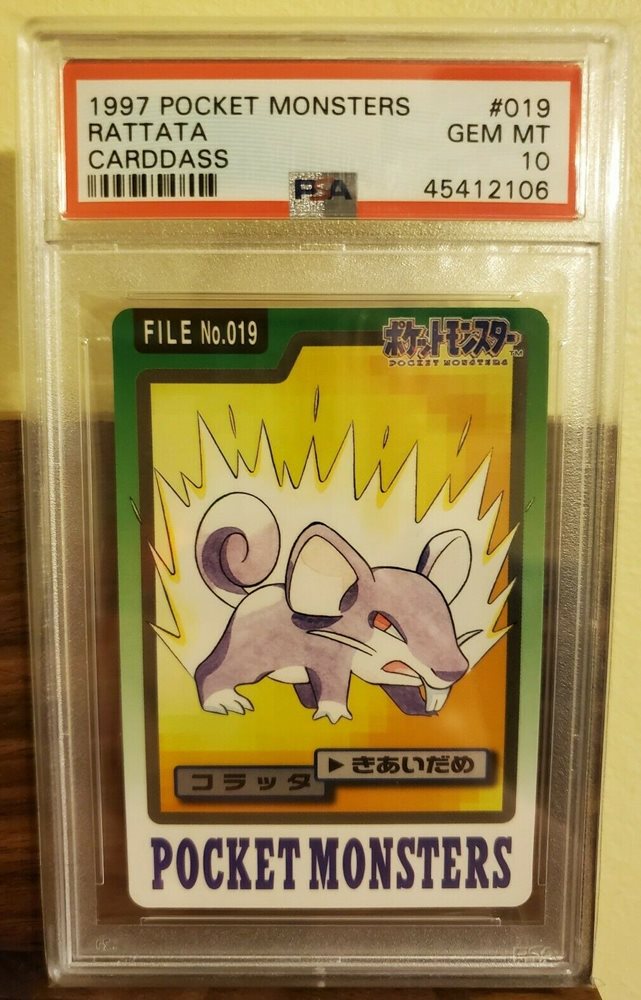 1997 POCKET MONSTERS #019
RATTATA GEM MT
CARDDASS 10
PSA 45412106
FILE No.019
ポケットモンスター TM
POCKET MONSTERS
コラッタ
▶きあいだめ
POCKET MONSTERS